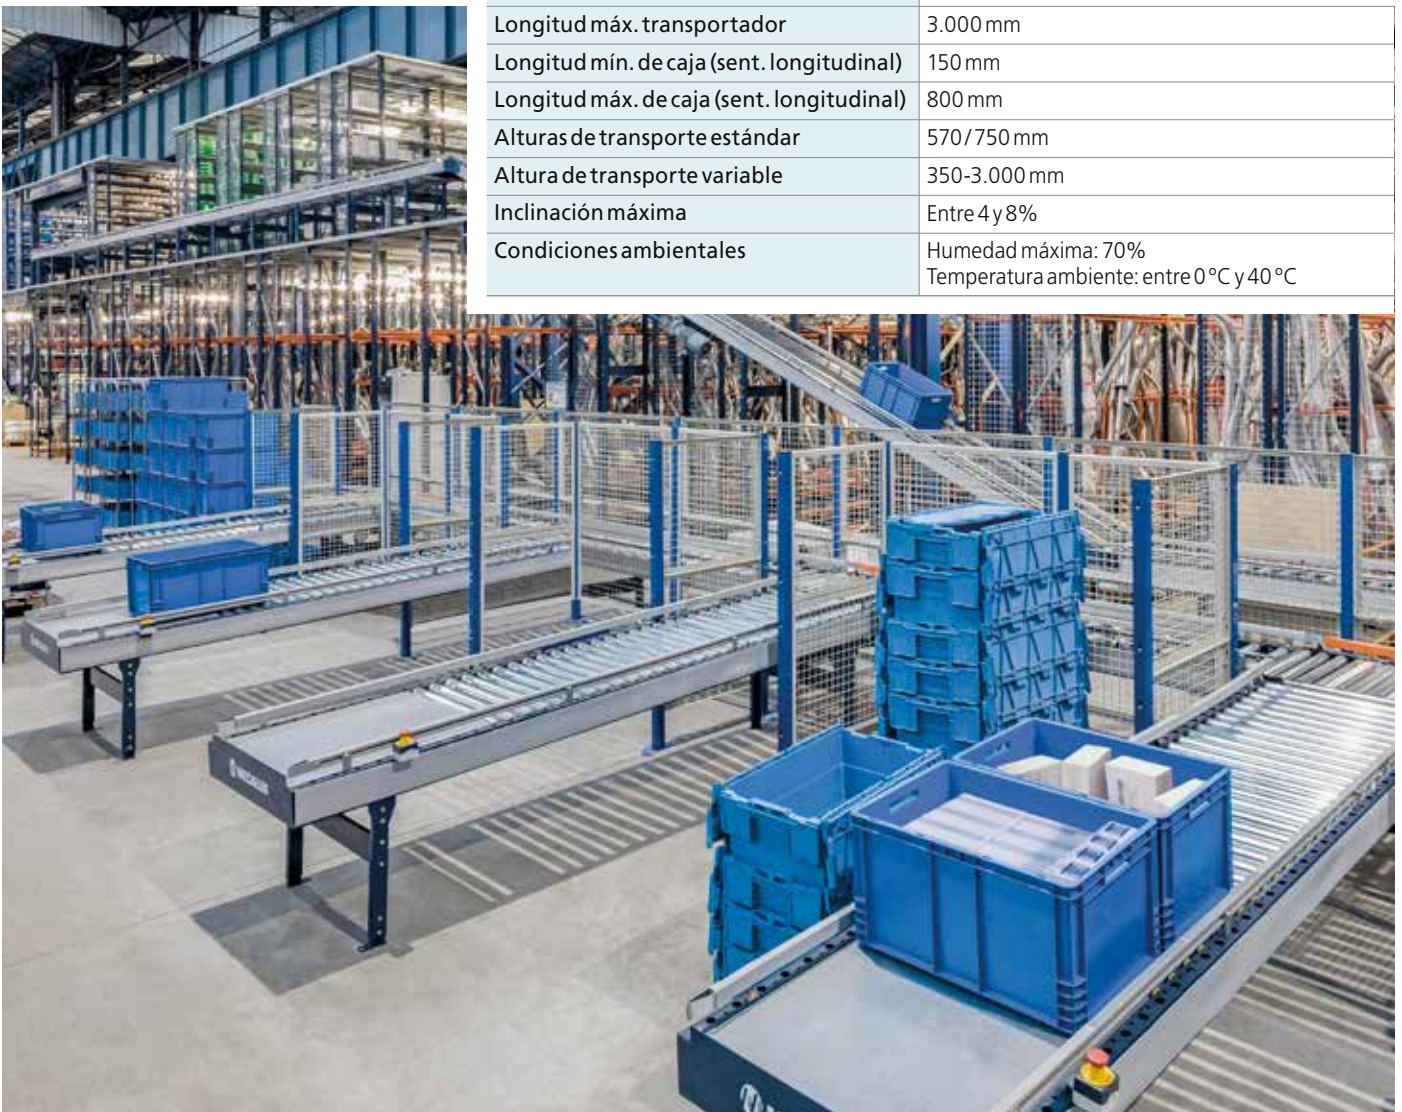 Longitud máx. transportador 3.000 mm
Longitud mín. de caja (sent. longitudinal) 150 mm
Longitud máx. de caja (sent. longitudinal) 800 mm
Alturas de transporte estándar 570/750 mm
Altura de transporte variable 350-3.000 mm
Inclinación máxima Entre 4 y 8%
Condiciones ambientales Humedad máxima: 70%
Temperatura ambiente: entre 0 ºC y 40 ºC